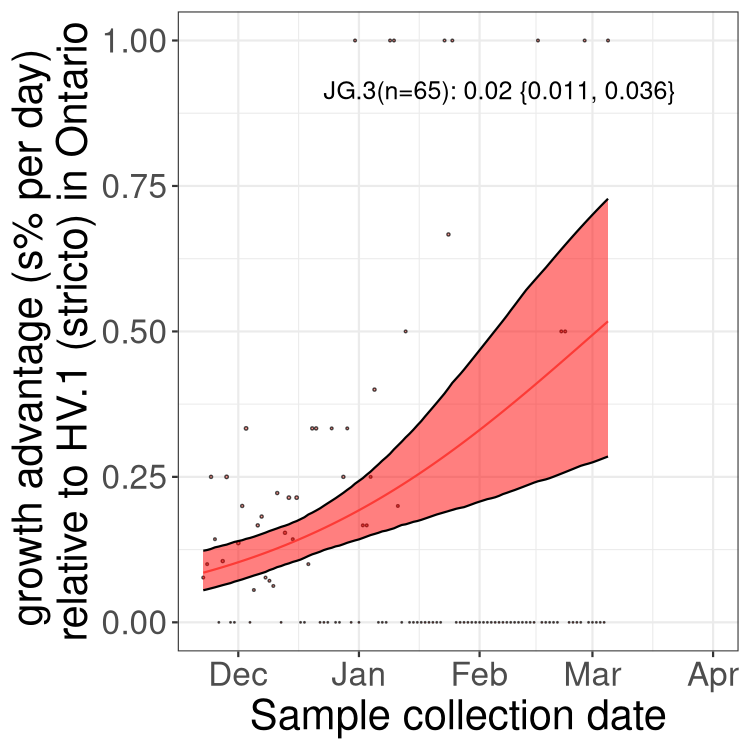 growth advantage (s% per day)
relative to HV.1 (stricto) in Ontario
1.00
0.75
0.50
0.25
0.00
JG.3(n=65): 0.02 {0.011, 0.036}
Dec Jan Feb Mar Apr
Sample collection date